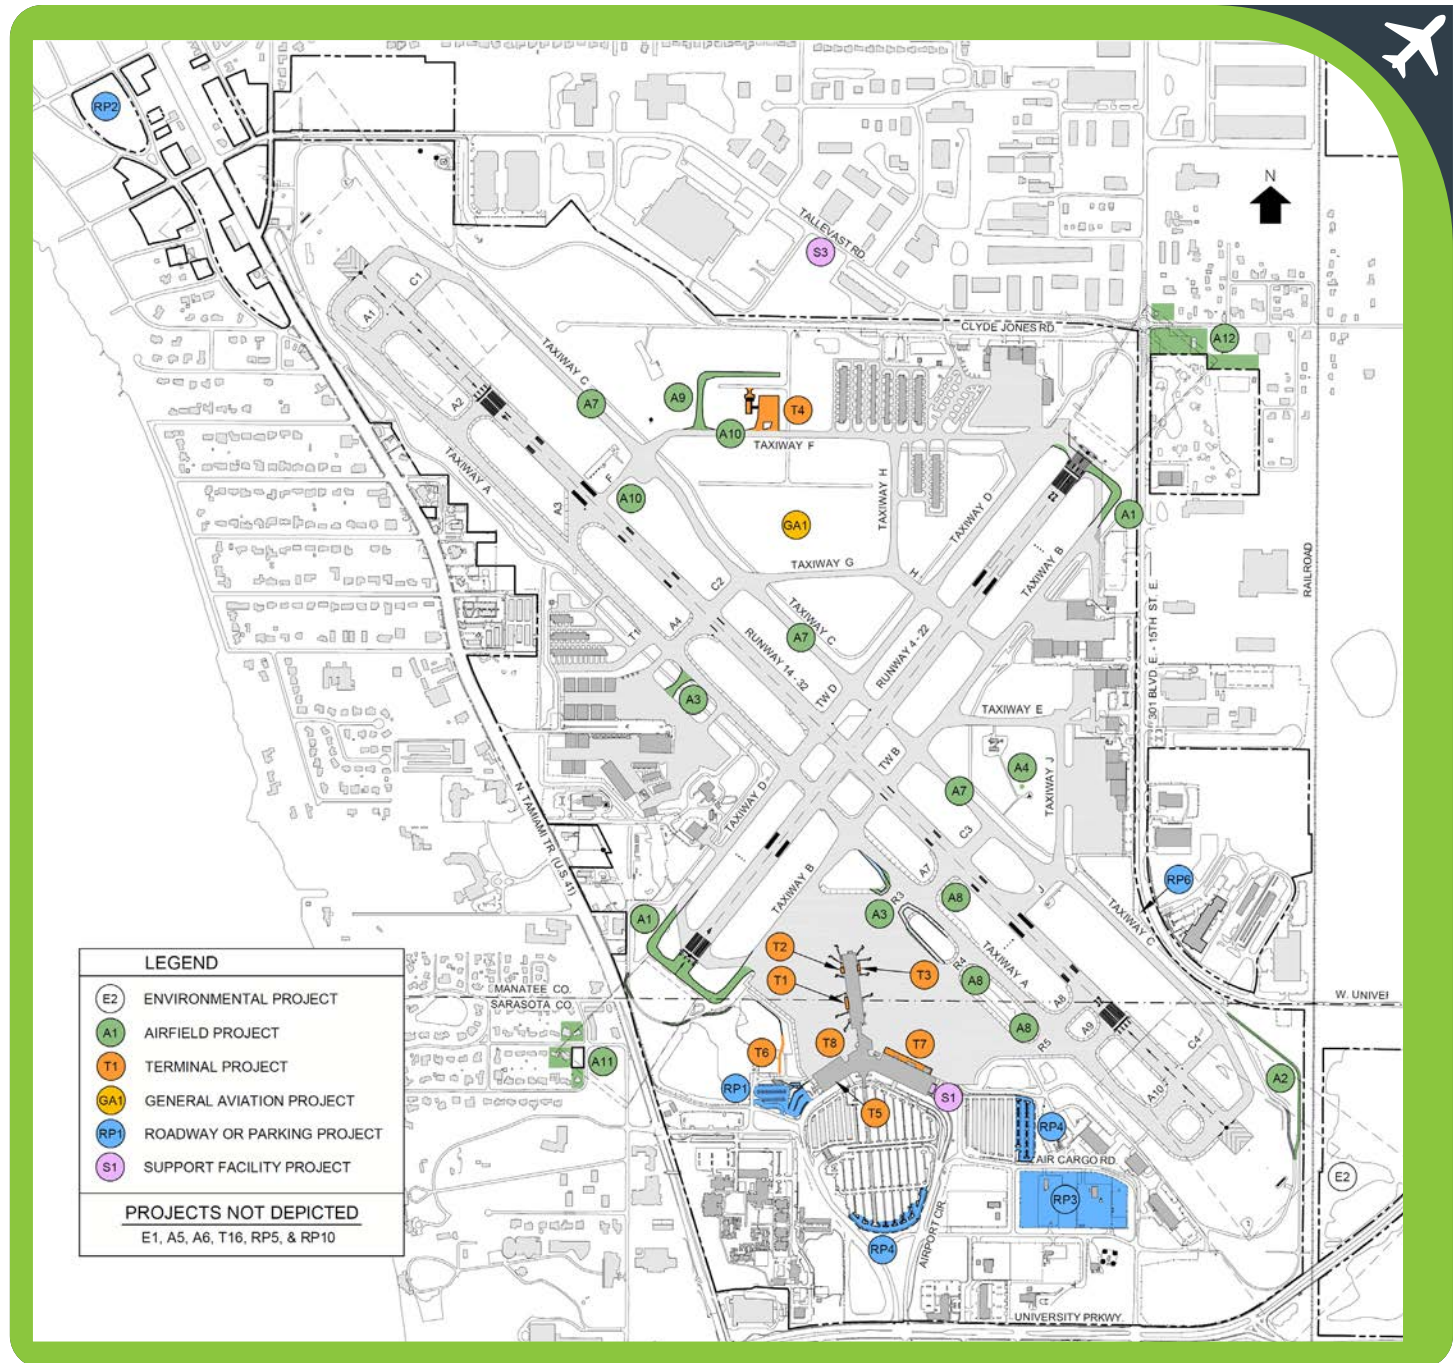 RP2
N
TALLEVAST RD.
S3
C1
A1
CLYDE JONES RD.
A12
TAXIWAY C
A7
A9
T4
A2
A10
TAXIWAY F
TAXIWAY A
F
A10
A3
TAXIWAY H
TAXIWAY D
22
A1
GA1
TAXIWAY B
TAXIWAY G
H
C2
RAILROAD
301 BLVD E. - 15TH ST. E.
TAXIWAY C
A7
T1
A4
RUNWAY 14 - 32
RUNWAY 4 - 22
A3
TW D
TAXIWAY E
TW B
A4
A7
TAXIWAY J
N. TAMIAMI TR. (U.S. 41)
TAXIWAY D
C3
A7
TAXIWAY B
RP6
J
A8
R3
A3
TAXIWAY C
A1
4
T2
T1
T3
R4
TAXIWAY A
A8
A8
32
W. UNIVER
MANATEE CO.
SARASOTA CO.
A8
A9
R5
C4
T6
T8
T7
A11
RP1
S1
T5
A10
A2
RP4
AIR CARGO RD.
E2
RP3
RP4
AIRPORT CIR
UNIVERSITY PRKWY.
LEGEND
E2 ENVIRONMENTAL PROJECT
A1 AIRFIELD PROJECT
T1 TERMINAL PROJECT
GA1 GENERAL AVIATION PROJECT
RP1 ROADWAY OR PARKING PROJECT
S1 SUPPORT FACILITY PROJECT
PROJECTS NOT DEPICTED
E1, A5, A6, T16, RP5, & RP10